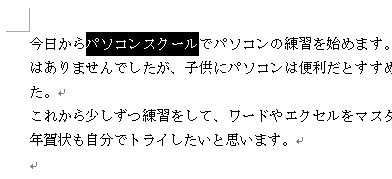 今日からパソコンスクールでパソコンの練習を始めます。
はありませんでしたが、子供にパソコンは便利だとすすめ
た。
これから少しずつ練習をして、ワードやエクセルをマスタ
年賀状も自分でトライしたいと思います。